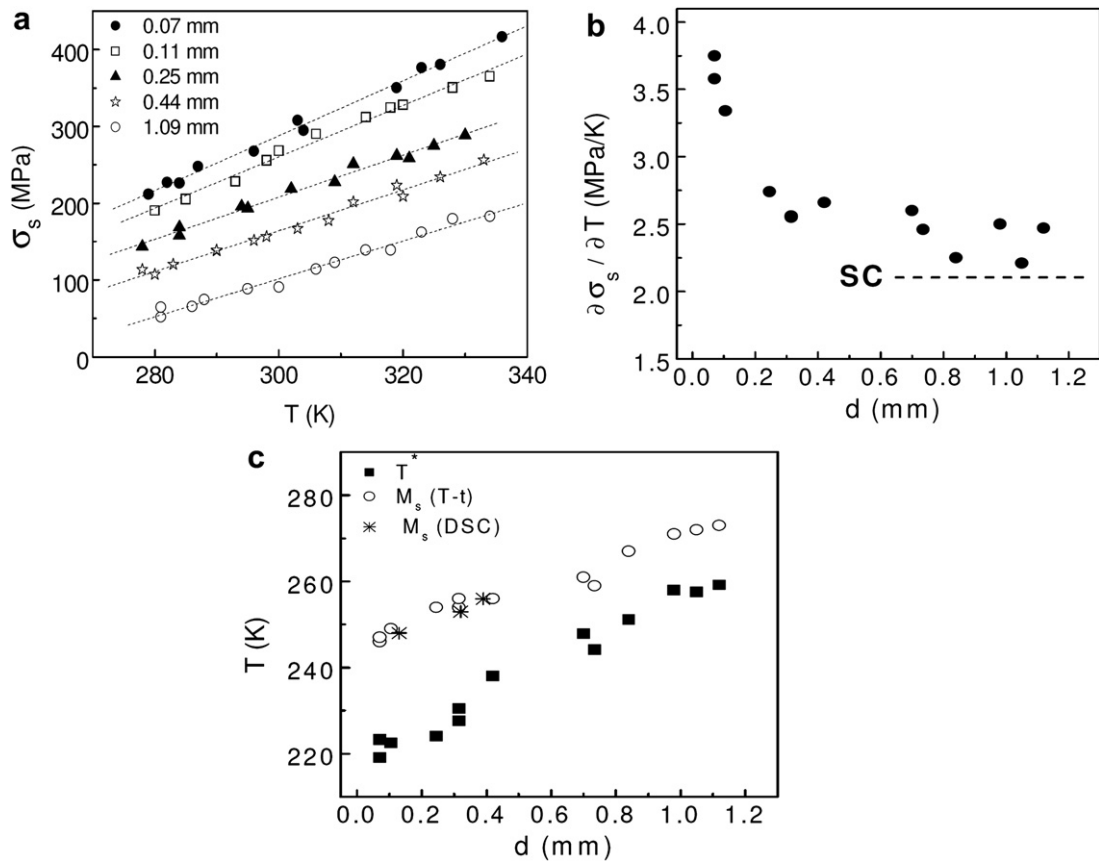 a
0.07 mm
0.11 mm
0.25 mm
0.44 mm
1.09 mm
400
300
200
100
0
σs (MPa)
280 300 320 340
T (K)
b
4.0
3.5
3.0
2.5
2.0
1.5
∂σs / ∂T (MPa/K)
SC
0.0 0.2 0.4 0.6 0.8 1.0 1.2
d (mm)
c
T*
Ms (T-t)
Ms (DSC)
280
270
260
240
220
T (K)
0.0 0.2 0.4 0.6 0.8 1.0 1.2
d (mm)